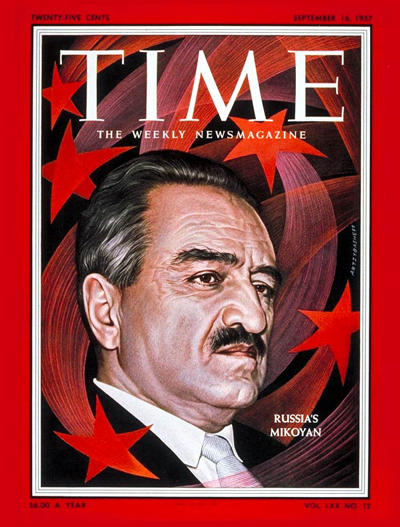 TWENTY-FIVE CENTS SEPTEMBER 16, 1957
TIME
THE WEEKLY NEWSMAGAZINE
ARTZYBASHEFF
RUSSIA'S
MIKOYAN
$6.00 A YEAR VOL. LXX NO. 12